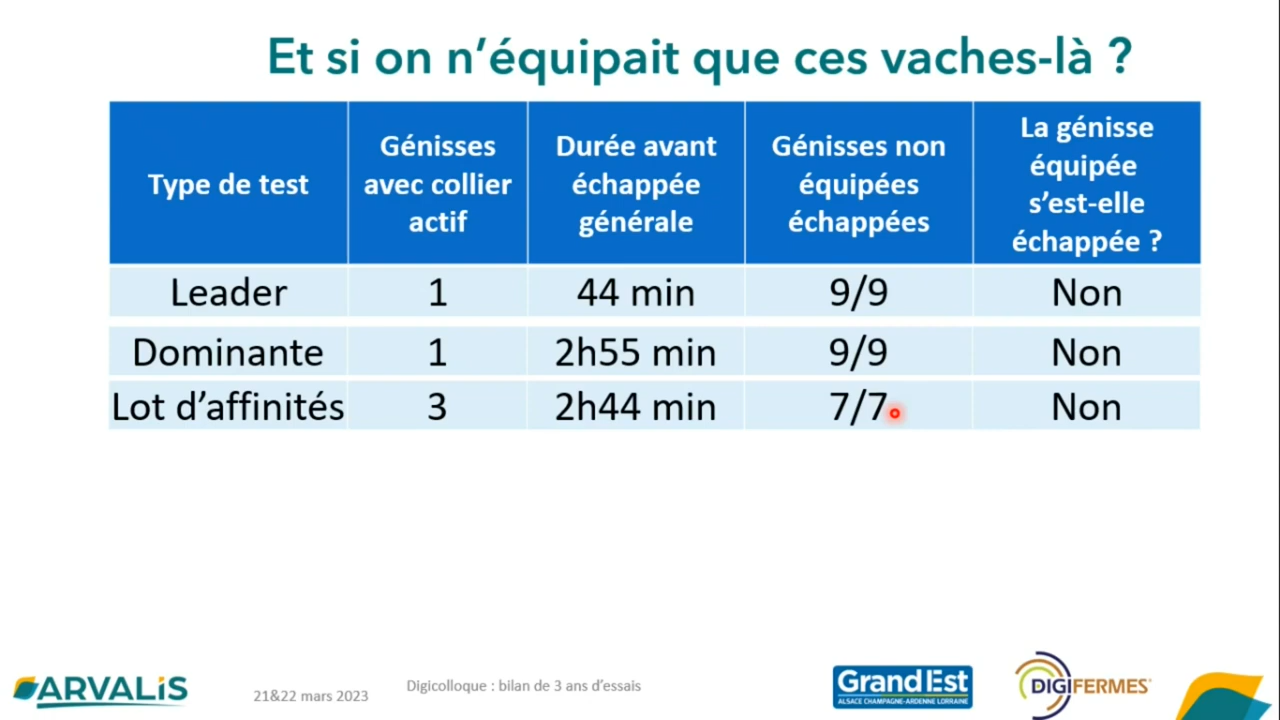 Et si on n’équipait que ces vaches-là ?
Type de test
Génisses
avec collier
actif
Durée avant
échappée
générale
Génisses non
équipées
échappées
La génisse
équipée
s’est-elle
échappée ?
Leader 1 44 min 9/9 Non
Dominante 1 2h55 min 9/9 Non
Lot d’affinités 3 2h44 min 7/7 Non
ARVALIS
21&22 mars 2023
Digicolloque : bilan de 3 ans d’essais
Grand Est
ALSACE CHAMPAGNE-ARDENNE LORRAINE
DIGIFERMES®